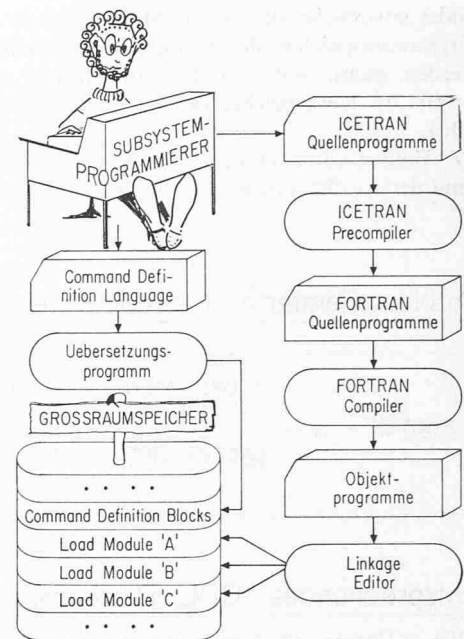 SUBSYSTEM-
PROGRAMMIERER
ICETRAN
Quellenprogramme
ICETRAN
Precompiler
Command Defi-
nition Language
FORTRAN
Quellenprogramme
Uebersetzungs-
programm
FORTRAN
Compiler
GROSSRAUMSPEICHER
Objekt-
programme
. . . .
Command Definition Blocks
Load Module 'A'
Load Module 'B'
Load Module 'C'
. . . .
Linkage
Editor